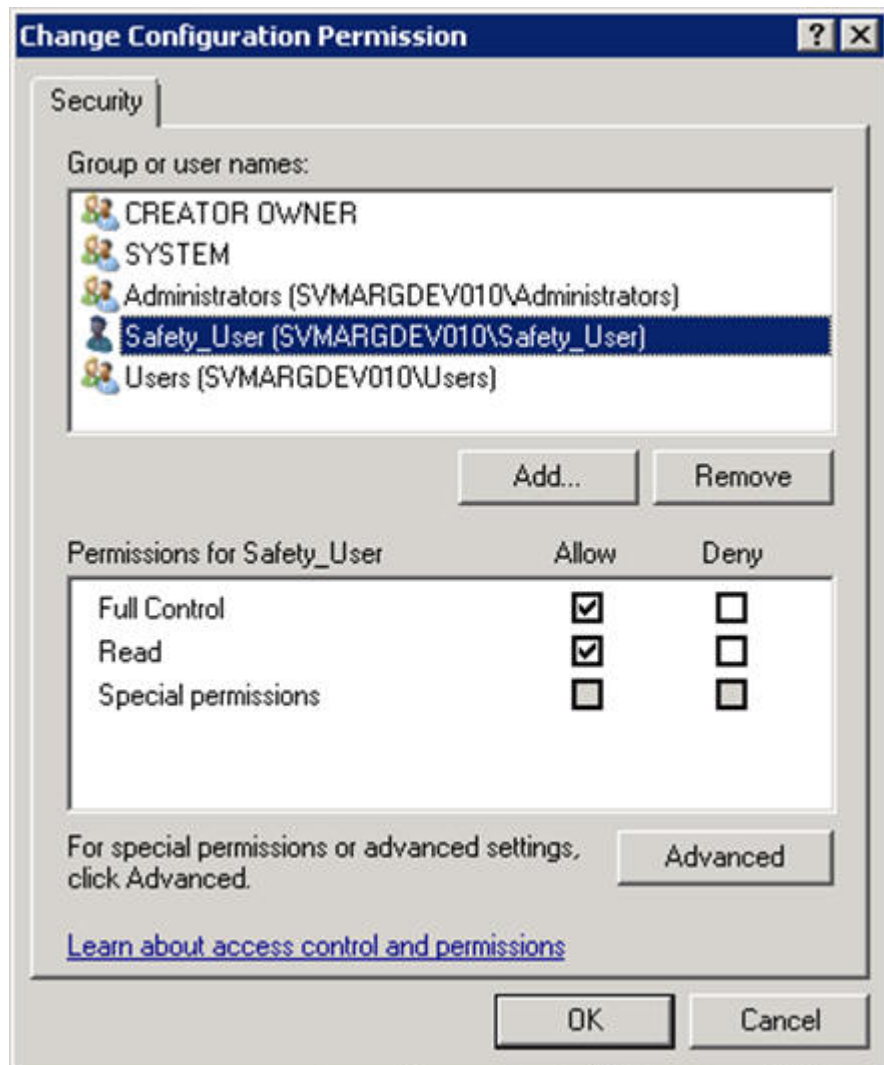 Change Configuration Permission
Security
Group or user names:
CREATOR OWNER
SYSTEM
Administrators (SVMARGDEV010\Administrators)
Safety_User (SVMARGDEV010\Safety_User)
Users (SVMARGDEV010\Users)
Add... Remove
Permissions for Safety_User Allow Deny
Full Control
Read
Special permissions
For special permissions or advanced settings,
click Advanced.
Advanced
Learn about access control and permissions
OK Cancel